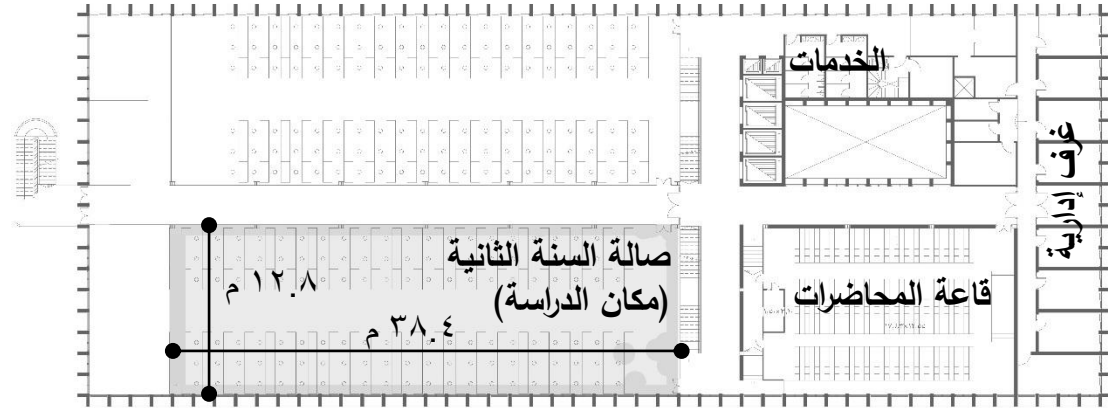 الخدمات
غرف إدارية
صالة السنة الثانية
(مكان الدراسة)
١٢.٨ م
٣٨.٤ م
قاعة المحاضرات